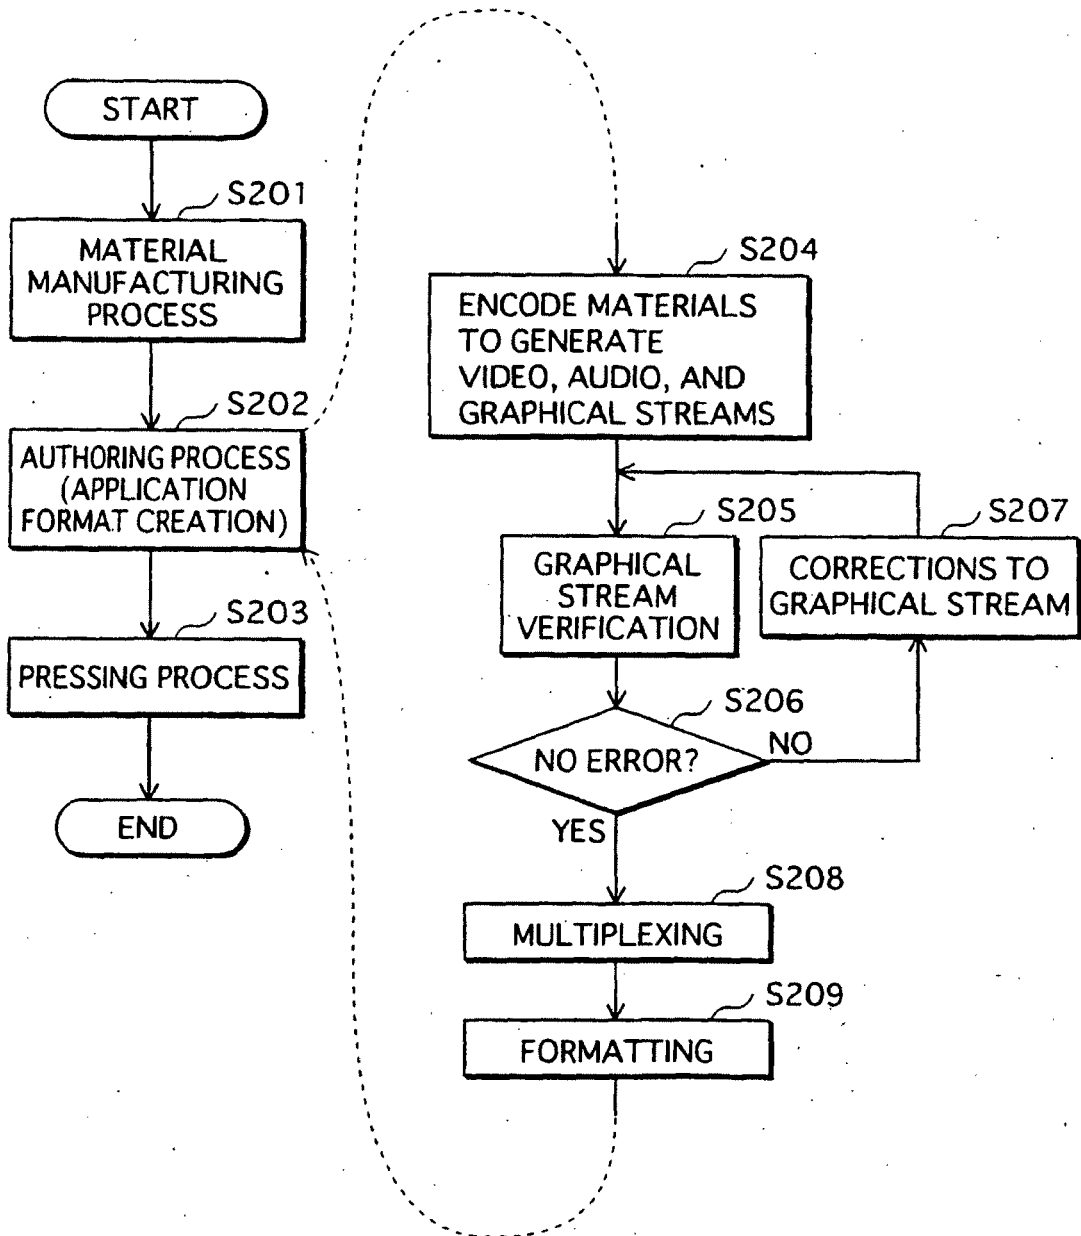 START
S201
MATERIAL
MANUFACTURING
PROCESS
S202
AUTHORING PROCESS
(APPLICATION
FORMAT CREATION)
S203
PRESSING PROCESS
END
S204
ENCODE MATERIALS
TO GENERATE
VIDEO, AUDIO, AND
GRAPHICAL STREAMS
S205
GRAPHICAL
STREAM
VERIFICATION
S207
CORRECTIONS TO
GRAPHICAL STREAM
S206
NO ERROR?
NO
YES
S208
MULTIPLEXING
S209
FORMATTING